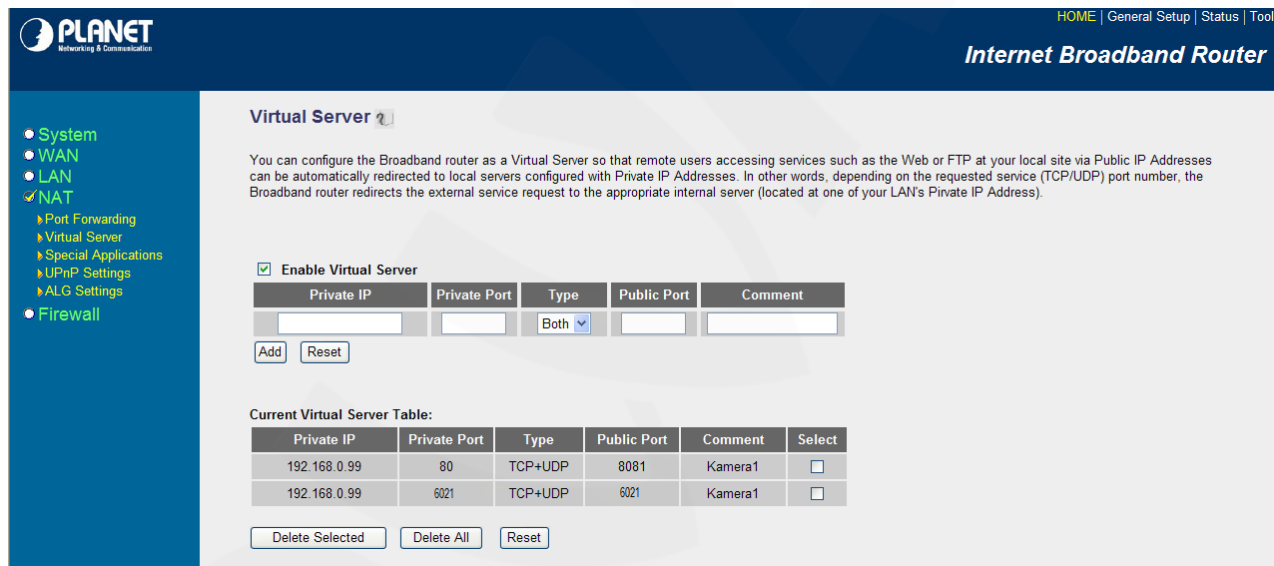 PLANET
Networking & Communication
HOME | General Setup | Status | Tool
Internet Broadband Router
System
WAN
LAN
NAT
Port Forwarding
Virtual Server
Special Applications
UPnP Settings
ALG Settings
Firewall
Virtual Server
You can configure the Broadband router as a Virtual Server so that remote users accessing services such as the Web or FTP at your local site via Public IP Addresses
can be automatically redirected to local servers configured with Private IP Addresses. In other words, depending on the requested service (TCP/UDP) port number, the
Broadband router redirects the external service request to the appropriate internal server (located at one of your LAN's Private IP Address).
Enable Virtual Server
Private IP Private Port Type Public Port Comment
Both
Add Reset
Current Virtual Server Table:
Private IP Private Port Type Public Port Comment Select
192.168.0.99 80 TCP+UDP 8081 Kamera1
192.168.0.99 6021 TCP+UDP 6021 Kamera1
Delete Selected Delete All Reset